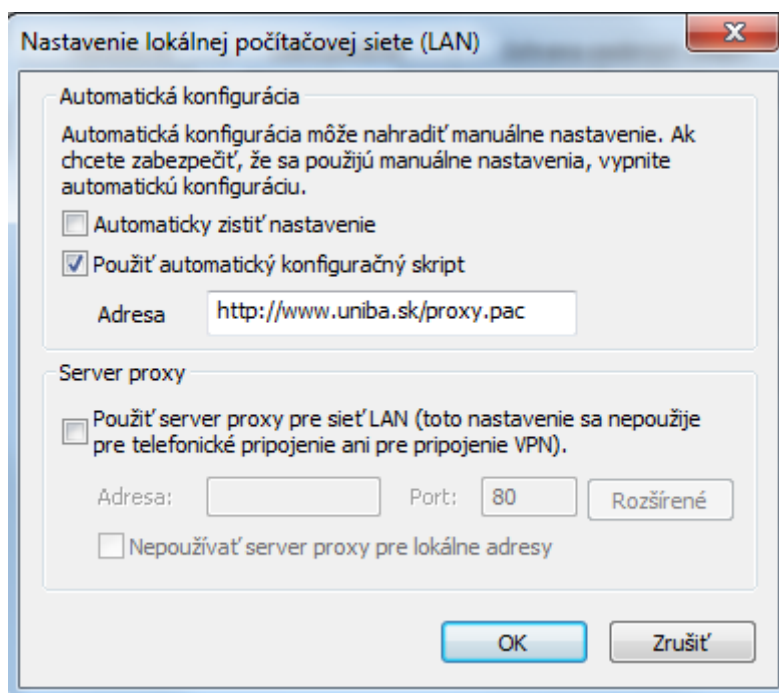 Nastavenie lokálnej počítačovej siete (LAN)
Automatická konfigurácia
Automatická konfigurácia môže nahradiť manuálne nastavenie. Ak
chcete zabezpečiť, že sa použijú manuálne nastavenia, vypnite
automatickú konfiguráciu.
Automaticky zistiť nastavenie
Použiť automatický konfiguračný skript
Adresa http://www.uniba.sk/proxy.pac
Server proxy
Použiť server proxy pre sieť LAN (toto nastavenie sa nepoužije
pre telefonické pripojenie ani pre pripojenie VPN).
Adresa: Port: 80 Rozšírené
Nepoužívať server proxy pre lokálne adresy
OK Zrušiť